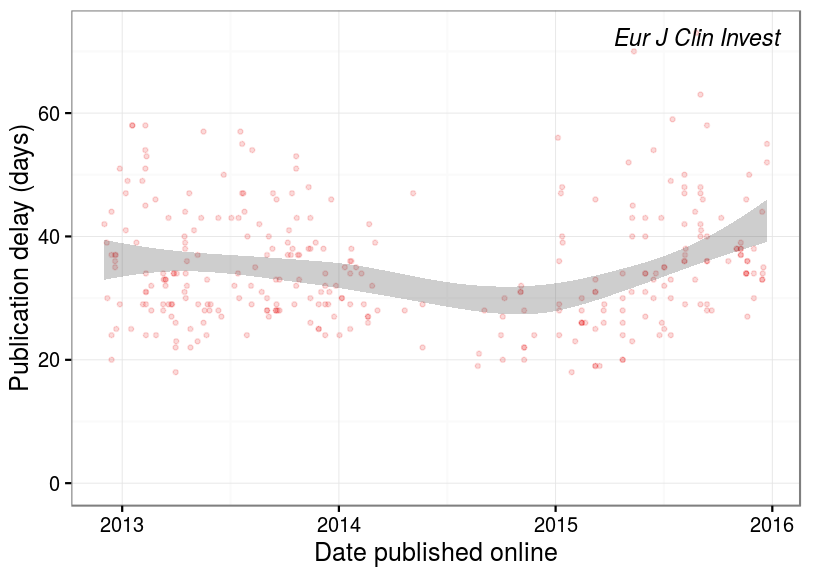 Eur J Clin Invest
Publication delay (days)
60
40
20
0
2013 2014 2015 2016
Date published online